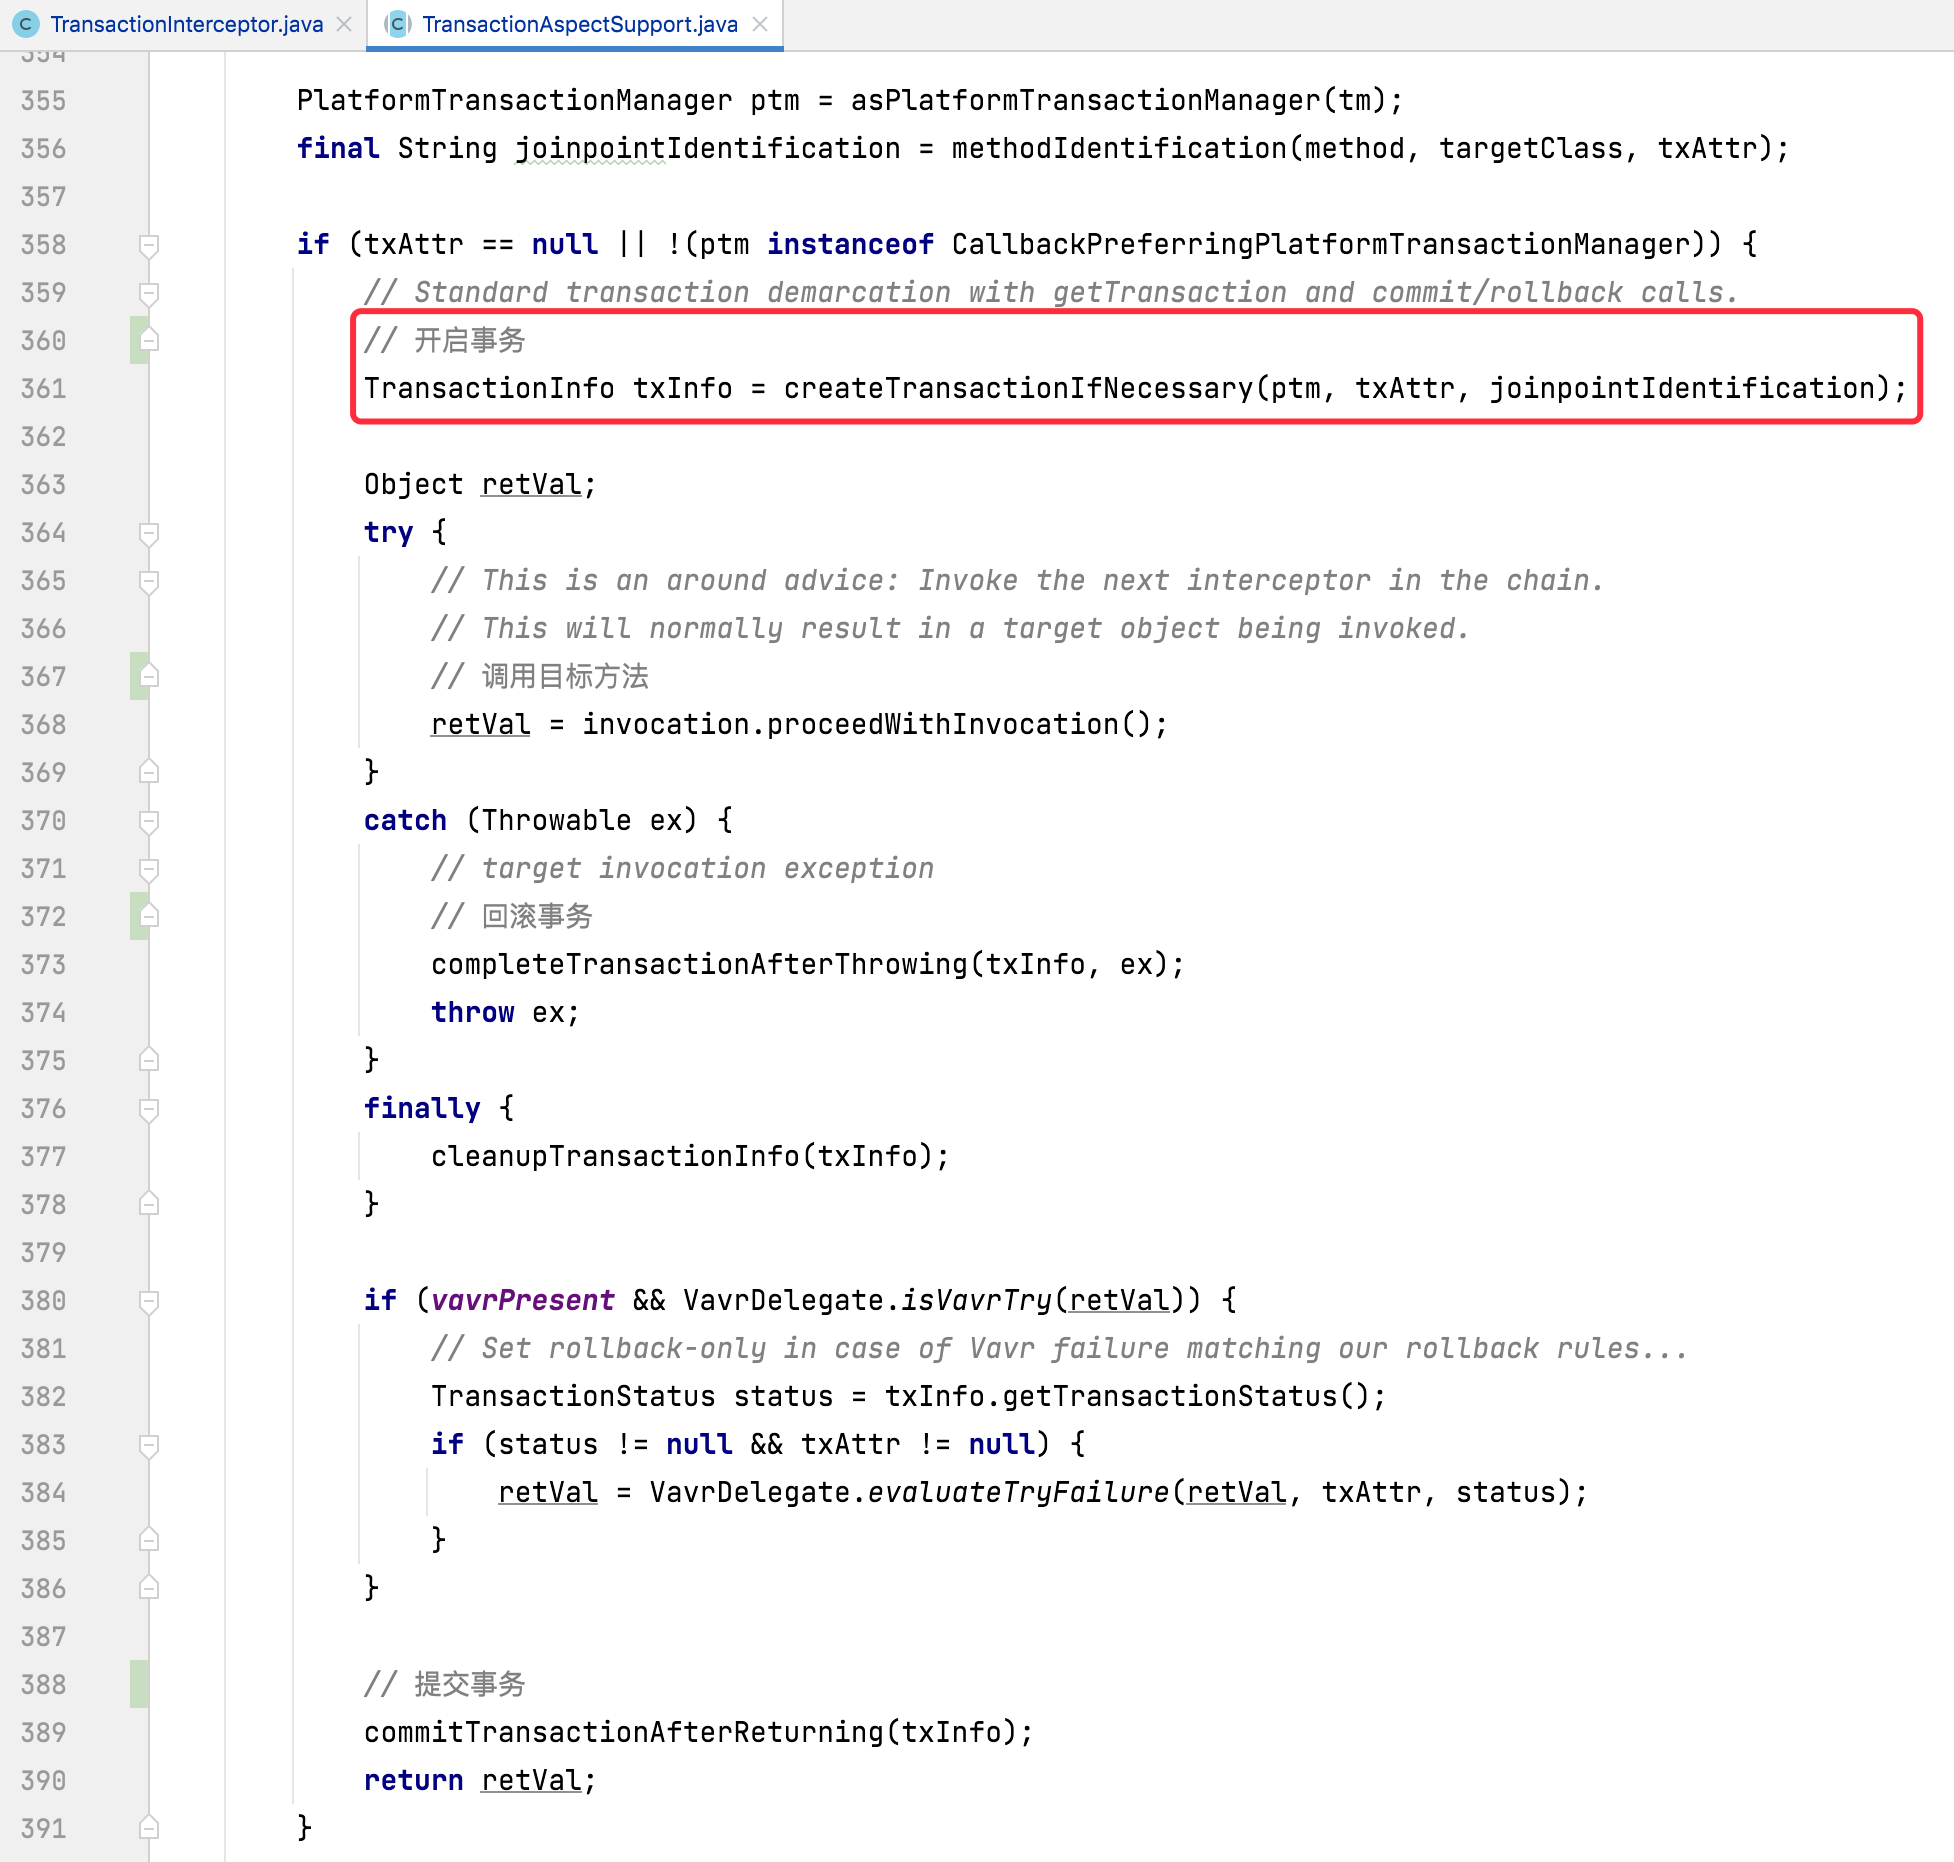 TransactionInterceptor.java TransactionAspectSupport.java
354
355 PlatformTransactionManager ptm = asPlatformTransactionManager(tm);
356 final String joinpointIdentification = methodIdentification(method, targetClass, txAttr);
357
358 if (txAttr == null || !(ptm instanceof CallbackPreferringPlatformTransactionManager)) {
359 // Standard transaction demarcation with getTransaction and commit/rollback calls.
360 // 开启事务
361 TransactionInfo txInfo = createTransactionIfNecessary(ptm, txAttr, joinpointIdentification);
362
363 Object retVal;
364 try {
365 // This is an around advice: Invoke the next interceptor in the chain.
366 // This will normally result in a target object being invoked.
367 // 调用目标方法
368 retVal = invocation.proceedWithInvocation();
369 }
370 catch (Throwable ex) {
371 // target invocation exception
372 // 回滚事务
373 completeTransactionAfterThrowing(txInfo, ex);
374 throw ex;
375 }
376 finally {
377 cleanupTransactionInfo(txInfo);
378 }
379
380 if (vavrPresent && VavrDelegate.isVavrTry(retVal)) {
381 // Set rollback-only in case of Vavr failure matching our rollback rules...
382 TransactionStatus status = txInfo.getTransactionStatus();
383 if (status != null && txAttr != null) {
384 retVal = VavrDelegate.evaluateTryFailure(retVal, txAttr, status);
385 }
386 }
387
388 // 提交事务
389 commitTransactionAfterReturning(txInfo);
390 return retVal;
391 }